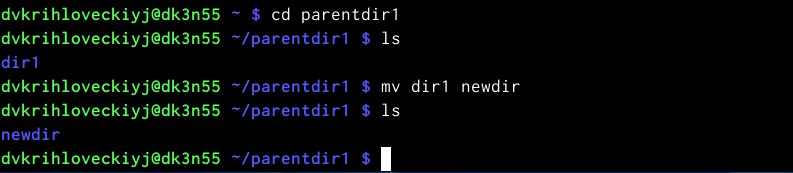 dvkrihloveckiyj@dk3n55 ~ $ cd parentdir1
dvkrihloveckiyj@dk3n55 ~/parentdir1 $ ls
dir1
dvkrihloveckiyj@dk3n55 ~/parentdir1 $ mv dir1 newdir
dvkrihloveckiyj@dk3n55 ~/parentdir1 $ ls
newdir
dvkrihloveckiyj@dk3n55 ~/parentdir1 $